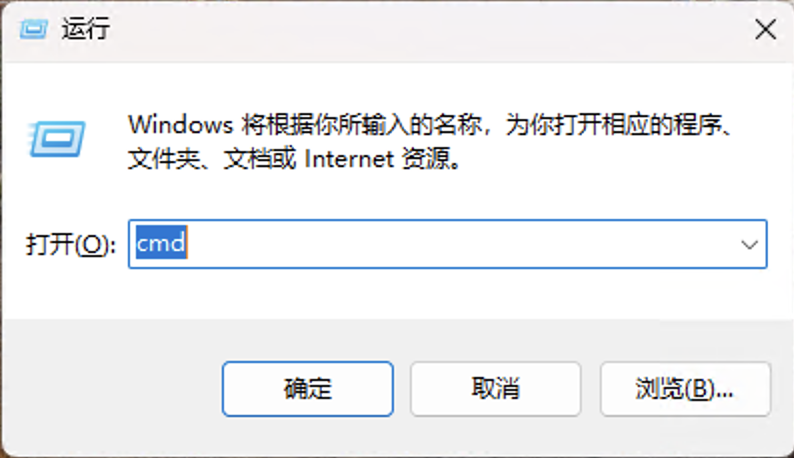 运行
Windows 将根据你所输入的名称，为你打开相应的程序、
文件夹、文档或 Internet 资源。
打开(O): cmd
确定 取消 浏览(B)...